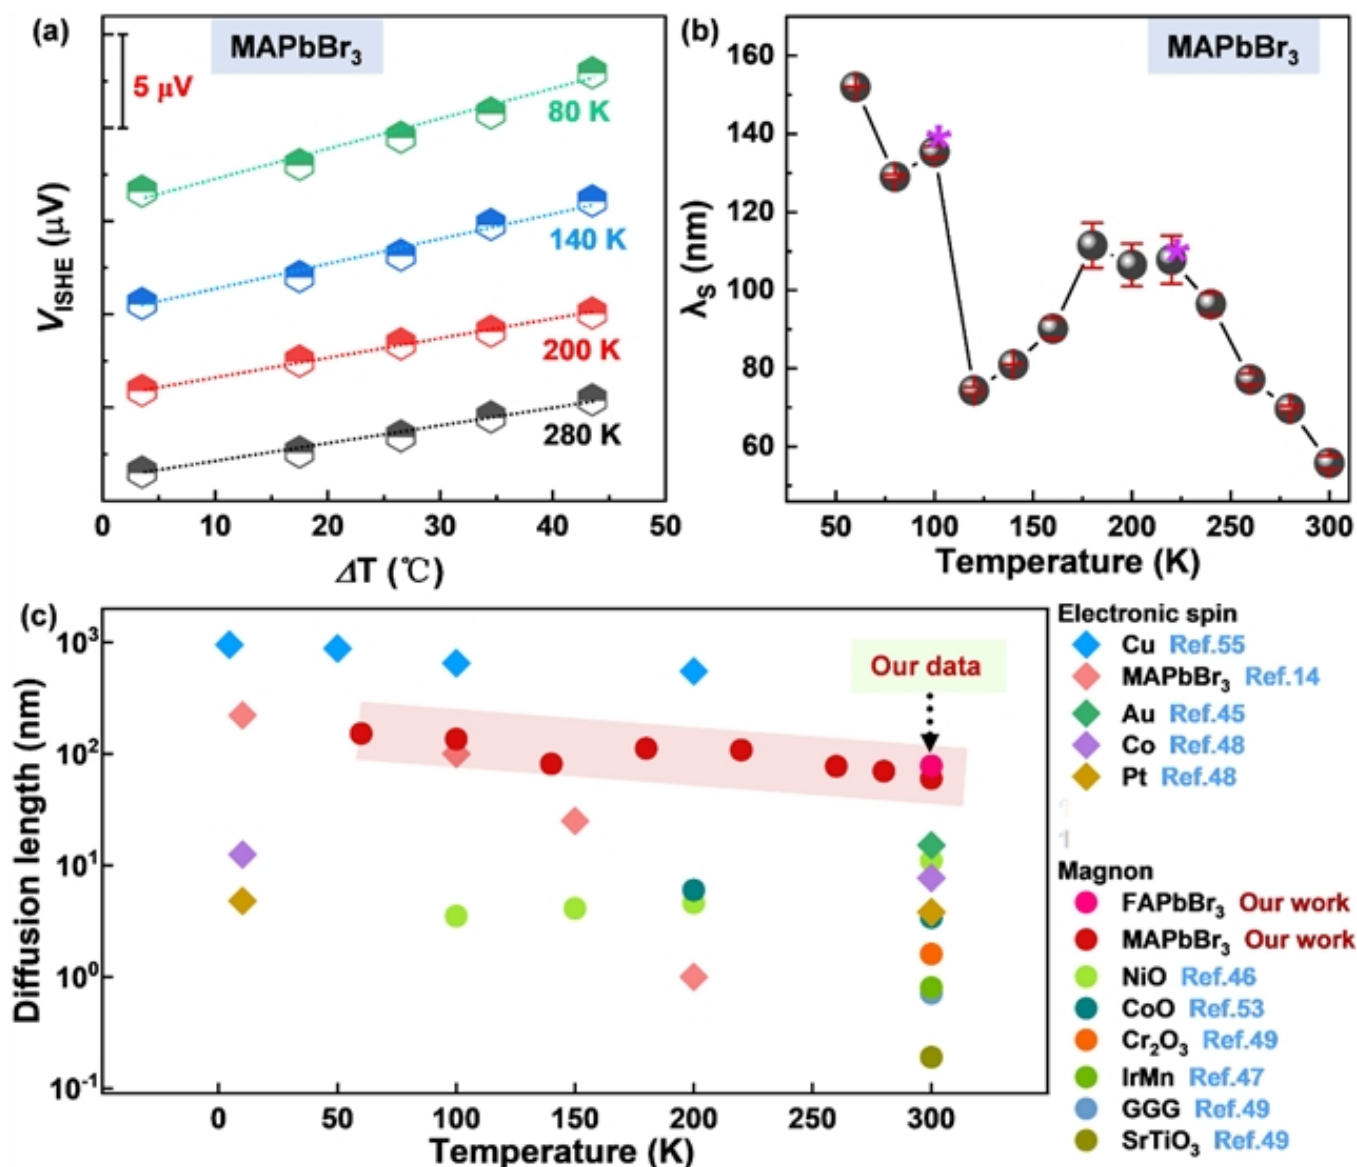 (a)
MAPbBr₃
5 μV
80 K
140 K
200 K
280 K
V_ISHE (μV)
0 10 20 30 40 50
ΔT (℃)
(b)
MAPbBr₃
160
140
120
100
80
60
λ_S (nm)
* *
50 100 150 200 250 300
Temperature (K)
(c)
10³
10²
10¹
10⁰
10⁻¹
Diffusion length (nm)
Our data
0 50 100 150 200 250 300
Temperature (K)
Electronic spin
Cu Ref.55
MAPbBr₃ Ref.14
Au Ref.45
Co Ref.48
Pt Ref.48
Magnon
FAPbBr₃ Our work
MAPbBr₃ Our work
NiO Ref.46
CoO Ref.53
Cr₂O₃ Ref.49
IrMn Ref.47
GGG Ref.49
SrTiO₃ Ref.49